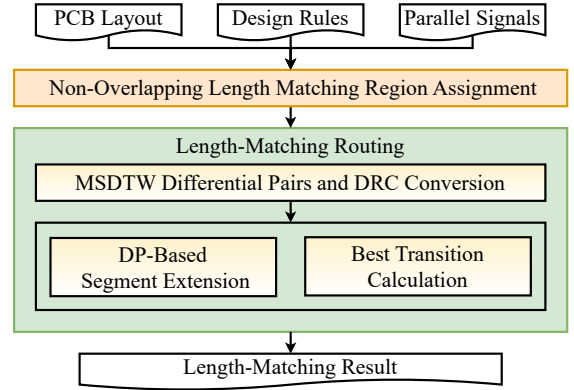 PCB Layout
Design Rules
Parallel Signals
Non-Overlapping Length Matching Region Assignment
Length-Matching Routing
MSDTW Differential Pairs and DRC Conversion
DP-Based
Segment Extension
Best Transition
Calculation
Length-Matching Result